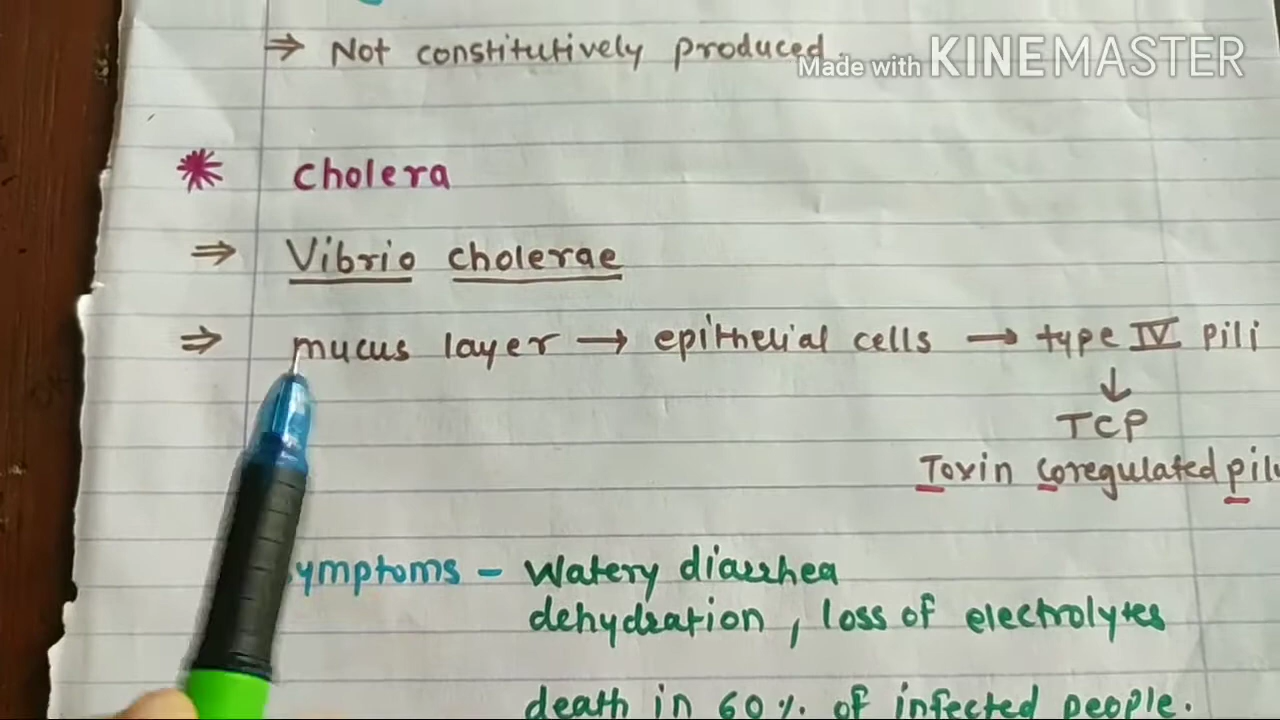 ⇒ Not constitutively produced
Made with KINEMASTER
* Cholera
⇒ Vibrio cholerae
⇒ mucus layer → epithelial cells → type IV pili
↓
TCP
Toxin coregulated pilu
ymptoms - Watery diarrhea
dehydration, loss of electrolytes
death in 60% of infected people.